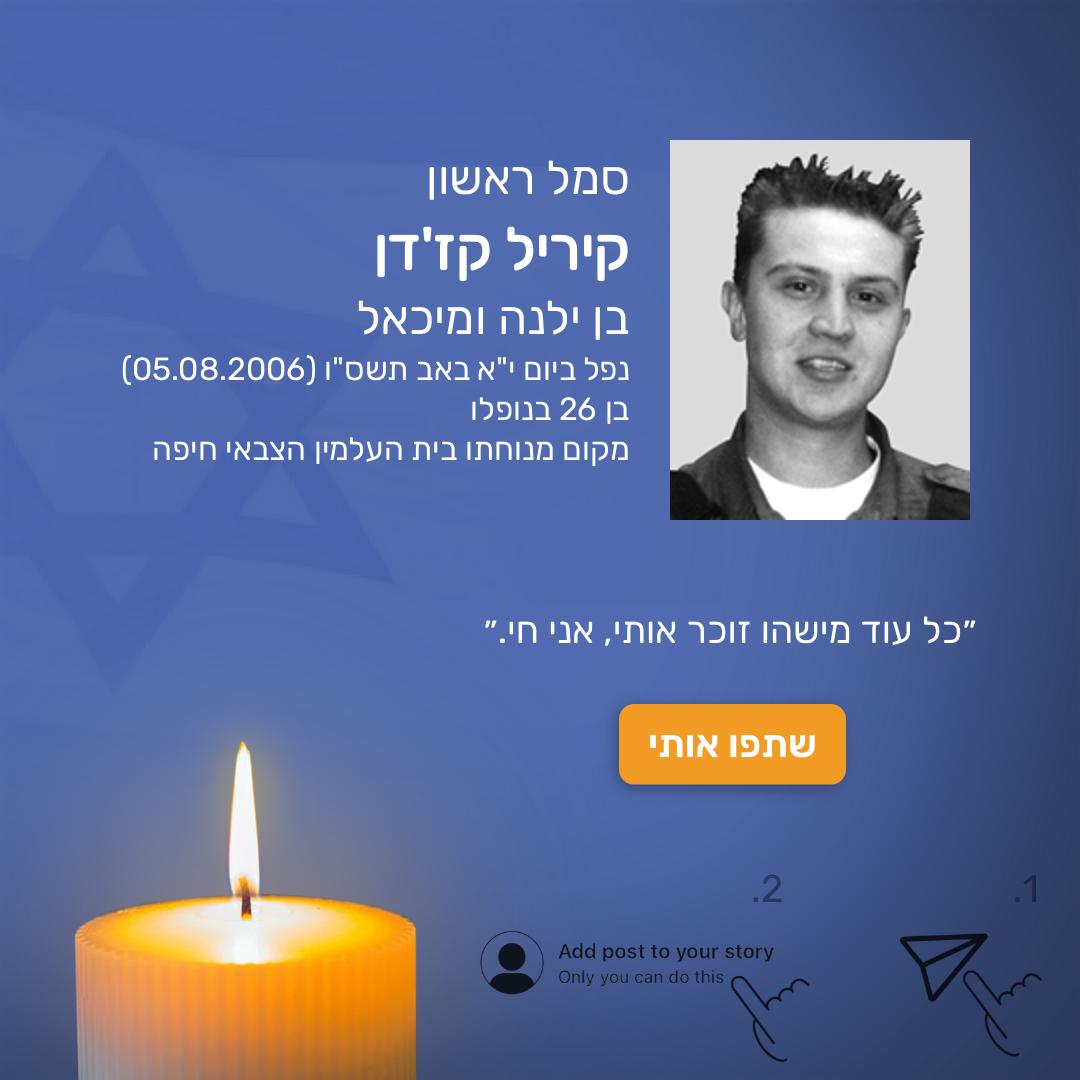 סמל ראשון
קיריל קז'דן
בן ילנה ומיכאל
נפל ביום י"א באב תשס"ו (05.08.2006)
בן 26 בנופלו
מקום מנוחתו בית העלמין הצבאי חיפה
״כל עוד מישהו זוכר אותי, אני חי.״
שתפו אותי
1.
2.
Add post to your story
Only you can do this